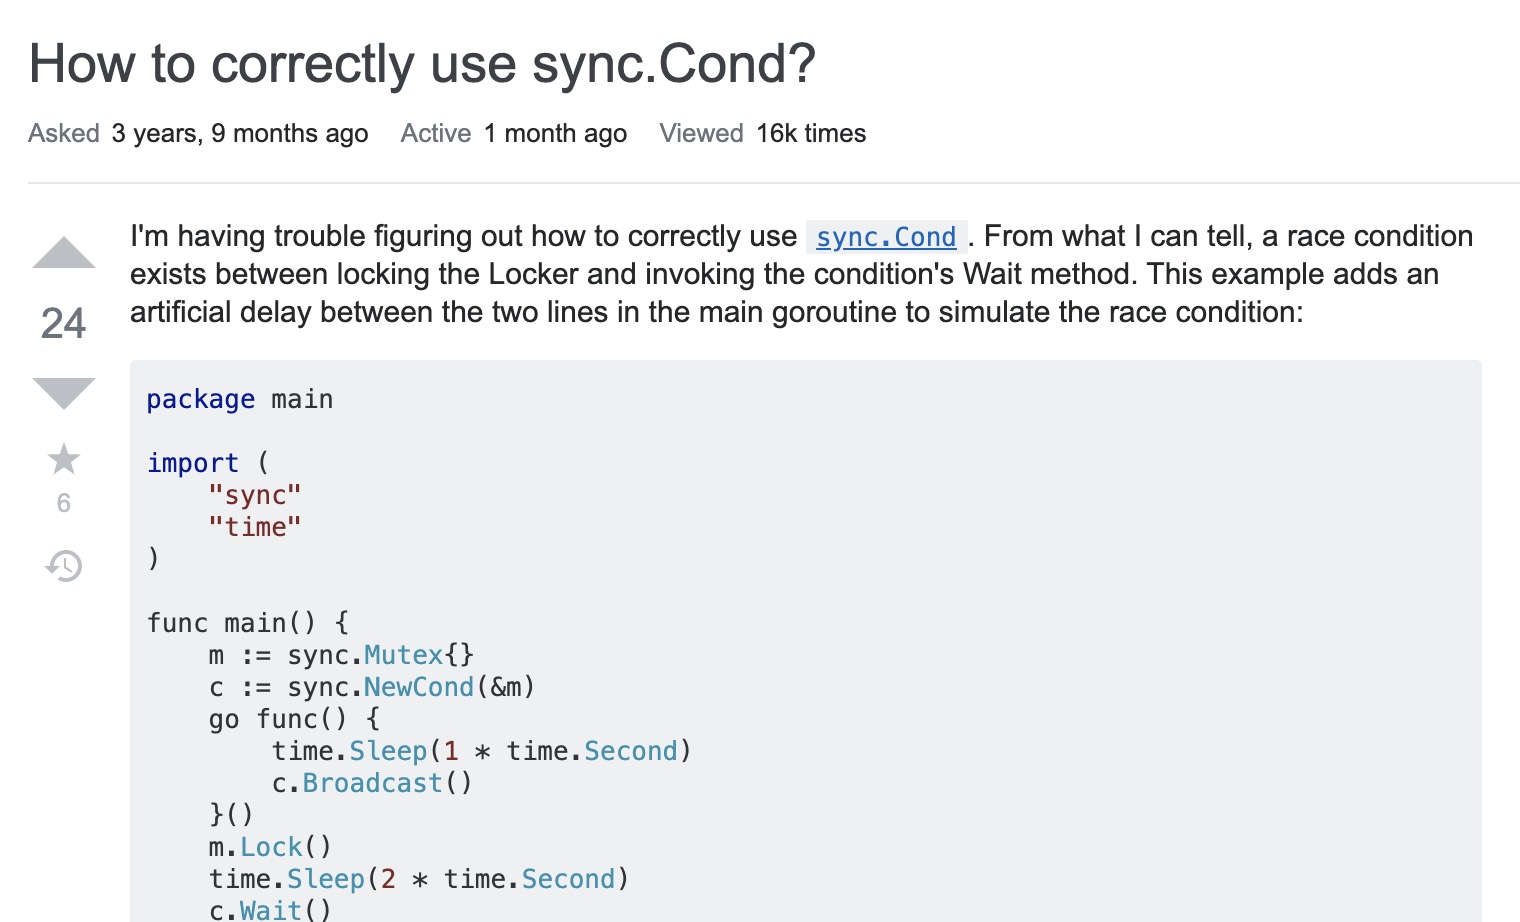 How to correctly use sync.Cond?
Asked 3 years, 9 months ago Active 1 month ago Viewed 16k times
I'm having trouble figuring out how to correctly use sync.Cond. From what I can tell, a race condition
exists between locking the Locker and invoking the condition's Wait method. This example adds an
24
artificial delay between the two lines in the main goroutine to simulate the race condition:
package main
import (
6
    "sync"
    "time"
)
func main() {
    m := sync.Mutex{}
    c := sync.NewCond(&m)
    go func() {
        time.Sleep(1 * time.Second)
        c.Broadcast()
    }()
    m.Lock()
    time.Sleep(2 * time.Second)
    c.Wait()